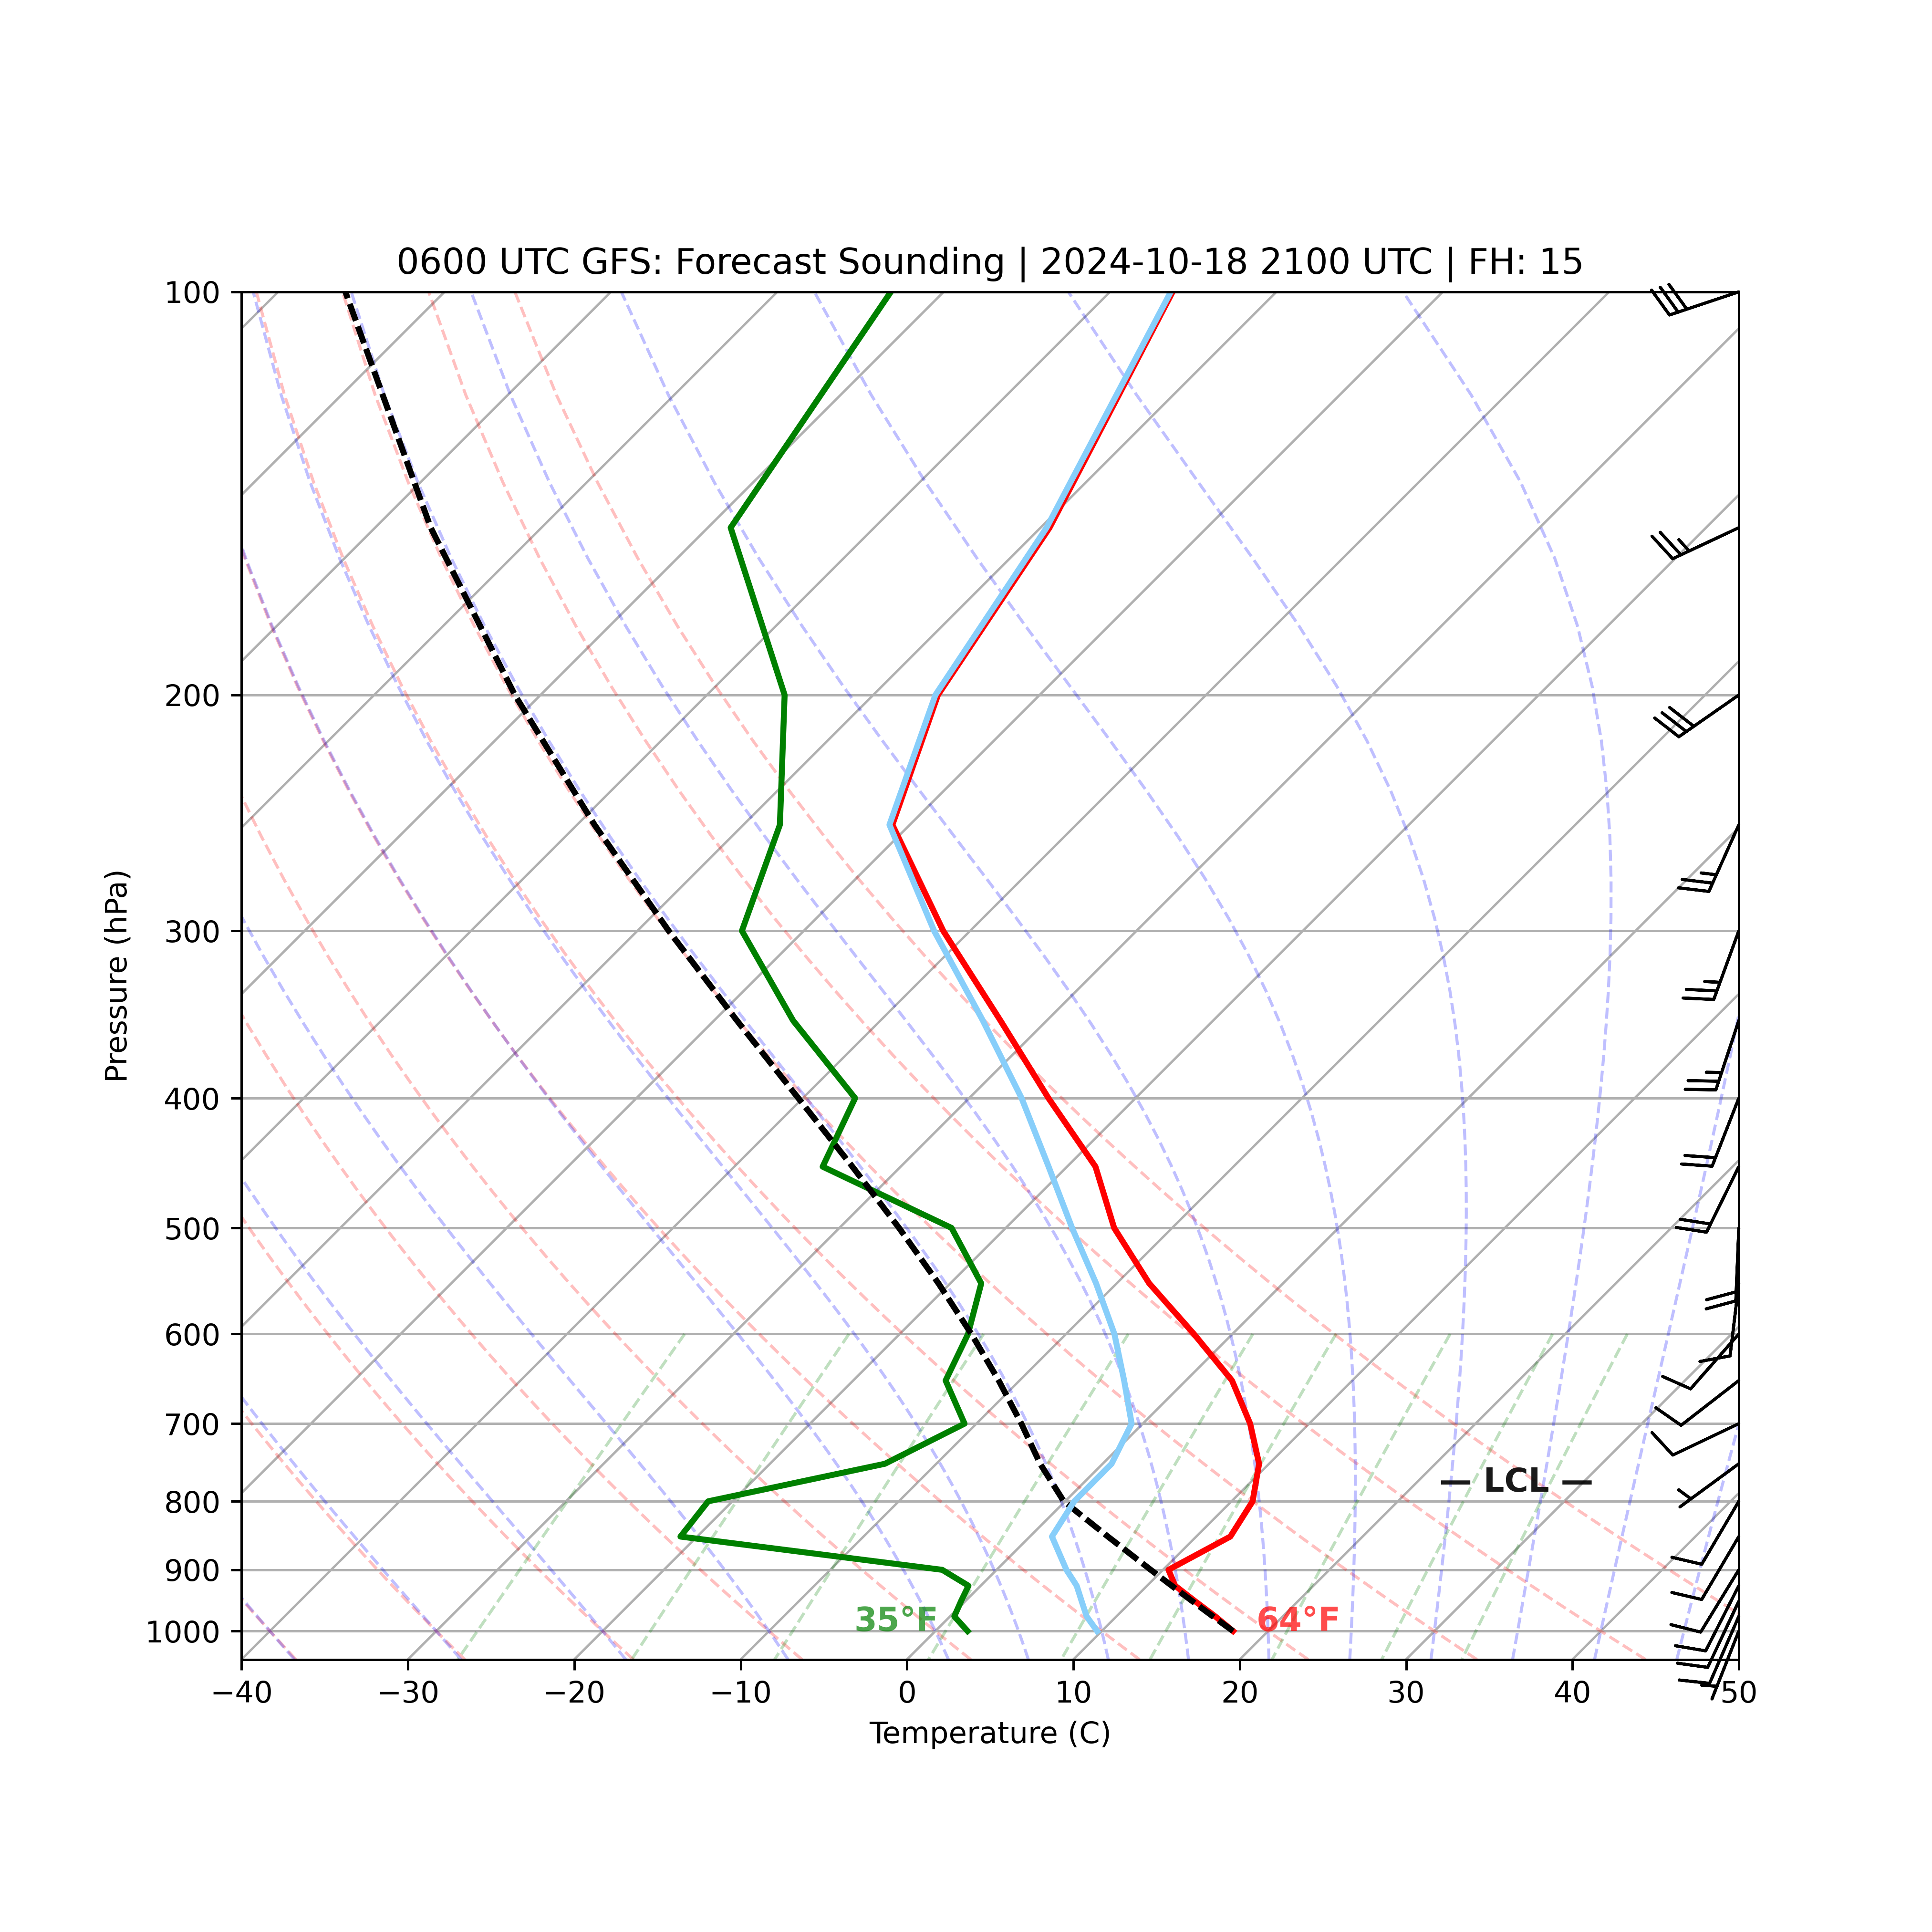 0600 UTC GFS: Forecast Sounding | 2024-10-18 2100 UTC | FH: 15
100
200
300
400
500
600
700
800
900
1000
Pressure (hPa)
— LCL —
35°F
64°F
−40 −30 −20 −10 0 10 20 30 40 50
Temperature (C)